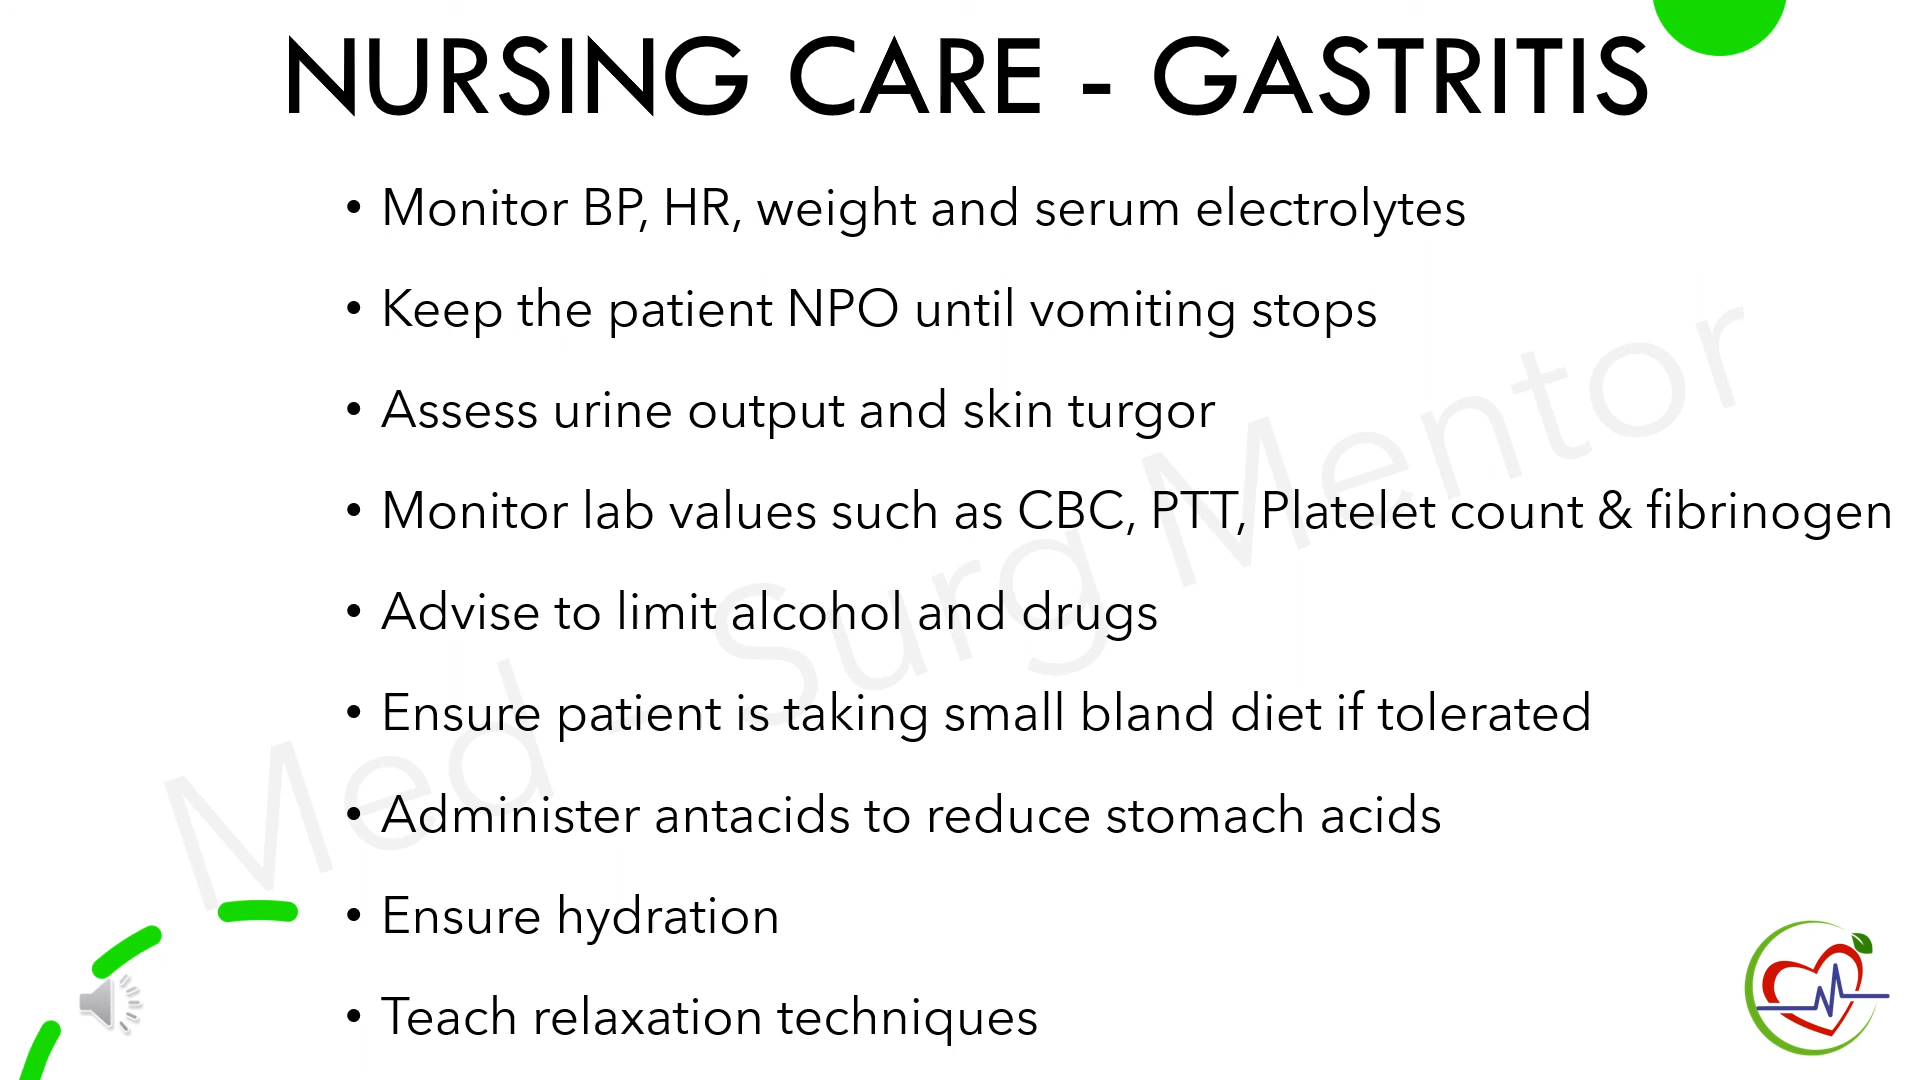 NURSING CARE - GASTRITIS
• Monitor BP, HR, weight and serum electrolytes
• Keep the patient NPO until vomiting stops
• Assess urine output and skin turgor
• Monitor lab values such as CBC, PTT, Platelet count & fibrinogen
• Advise to limit alcohol and drugs
• Ensure patient is taking small bland diet if tolerated
• Administer antacids to reduce stomach acids
• Ensure hydration
• Teach relaxation techniques
Med - Surg Mentor